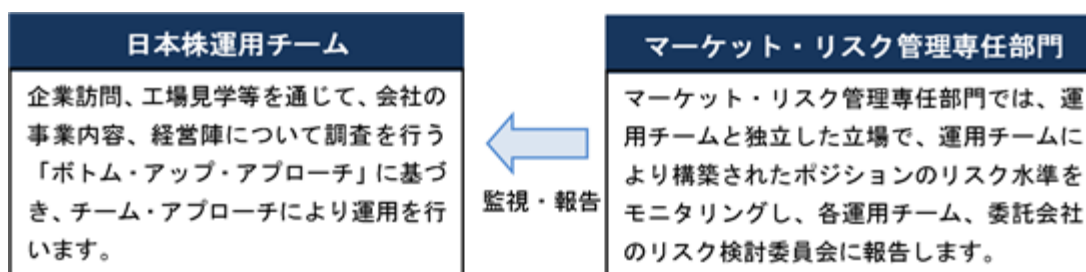 日本株運用チーム
企業訪問、工場見学等を通じて、会社の
事業内容、経営陣について調査を行う
「ボトム・アップ・アプローチ」に基づ
き、チーム・アプローチにより運用を行
います。
監視・報告
マーケット・リスク管理専任部門
マーケット・リスク管理専任部門では、運
用チームと独立した立場で、運用チームに
より構築されたポジションのリスク水準を
モニタリングし、各運用チーム、委託会社
のリスク検討委員会に報告します。